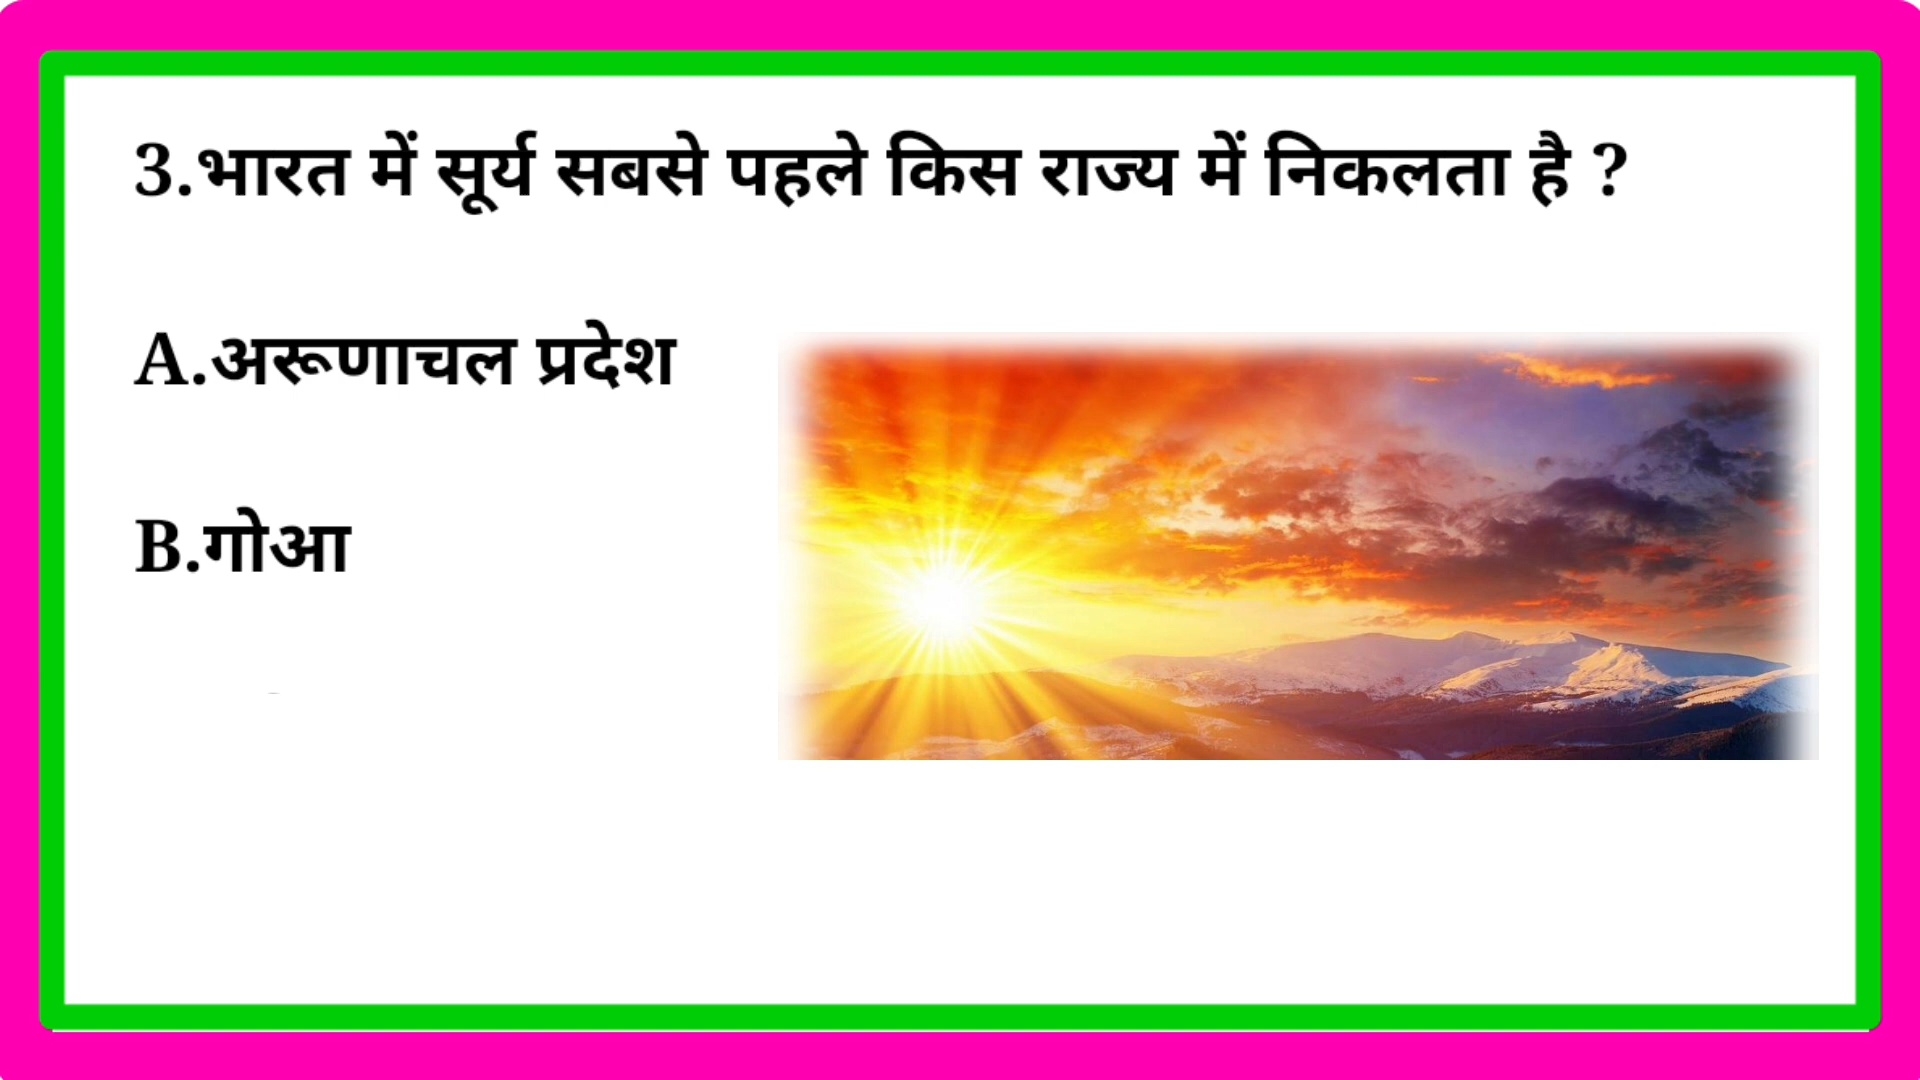 3.भारत में सूर्य सबसे पहले किस राज्य में निकलता है ?
A.अरूणाचल प्रदेश
B.गोआ